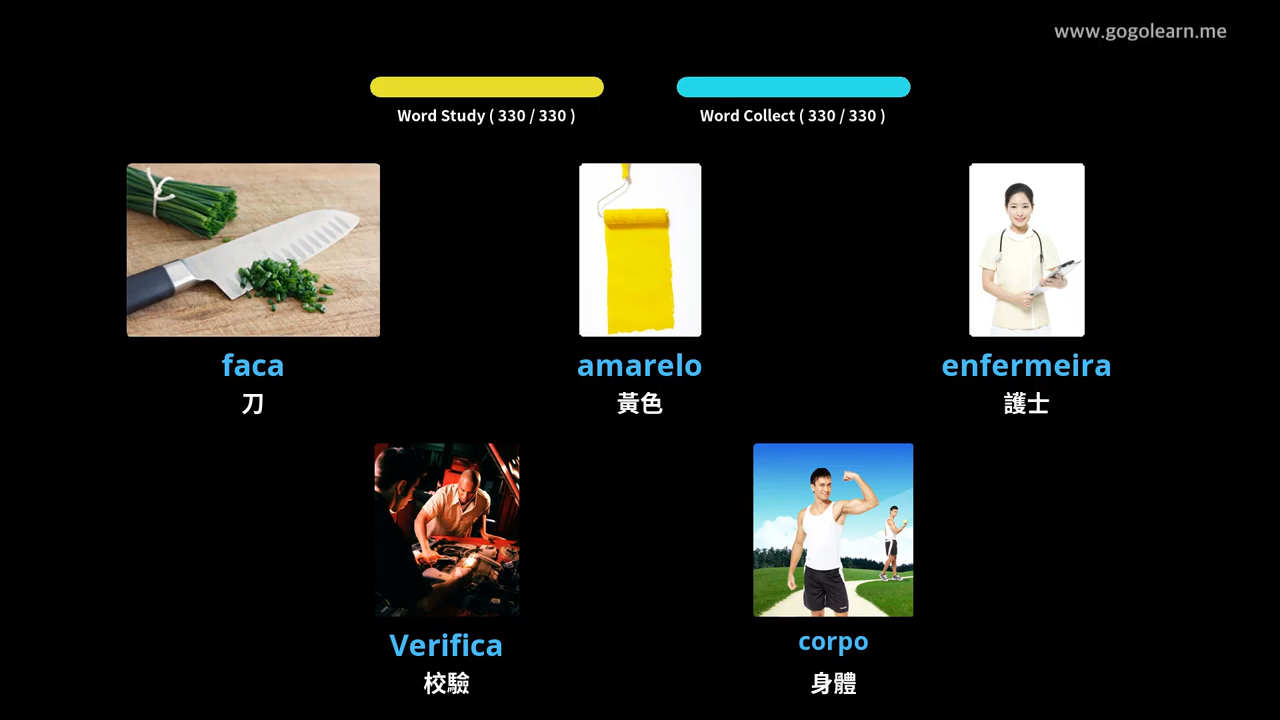 www.gogolearn.me
Word Study ( 330 / 330 )
Word Collect ( 330 / 330 )
faca
刀
amarelo
黃色
enfermeira
護士
Verifica
校驗
corpo
身體